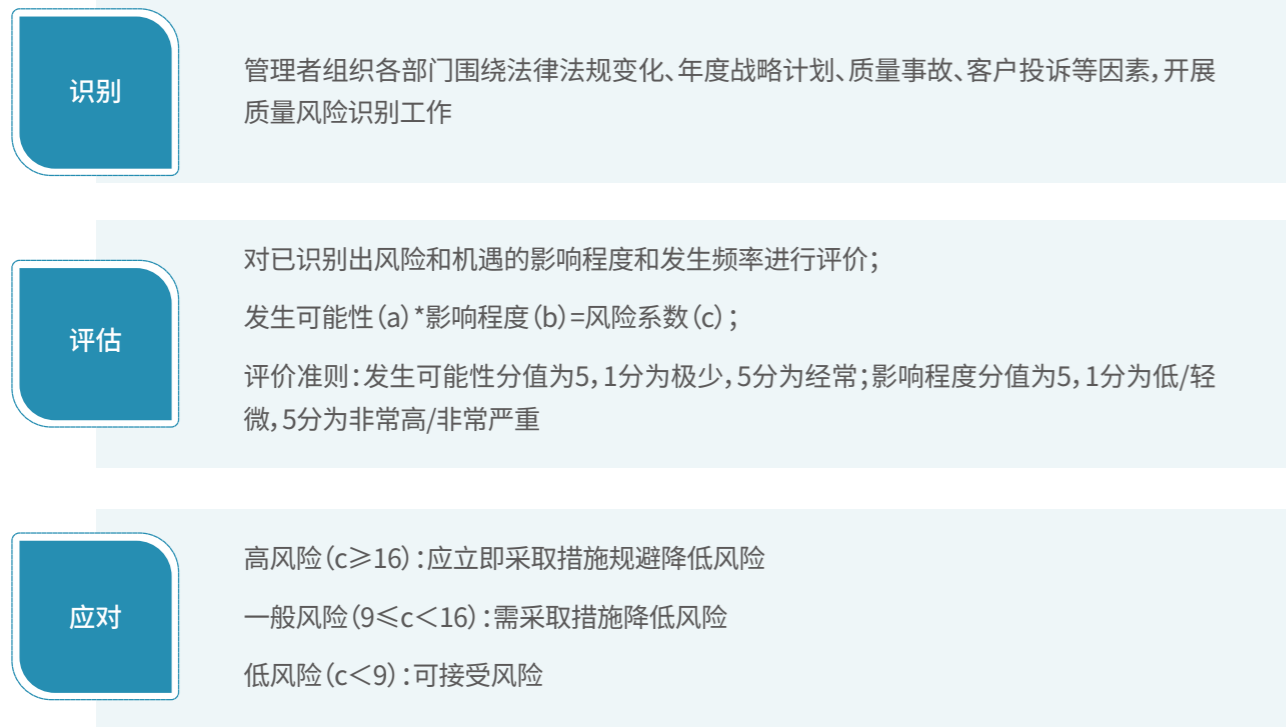 识别
管理者组织各部门围绕法律法规变化、年度战略计划、质量事故、客户投诉等因素，开展
质量风险识别工作
评估
对已识别出风险和机遇的影响程度和发生频率进行评价；
发生可能性（a）*影响程度（b）=风险系数（c）；
评价准则：发生可能性分值为5，1分为极少，5分为经常；影响程度分值为5，1分为低/轻
微，5分为非常高/非常严重
应对
高风险（c≥16）：应立即采取措施规避降低风险
一般风险（9≤c＜16）：需采取措施降低风险
低风险（c＜9）：可接受风险